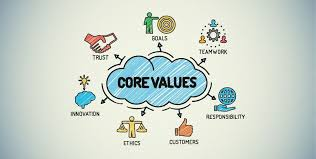 GOALS
TRUST
TEAMWORK
CORE VALUES
INNOVATION
RESPONSIBILITY
ETHICS
CUSTOMERS